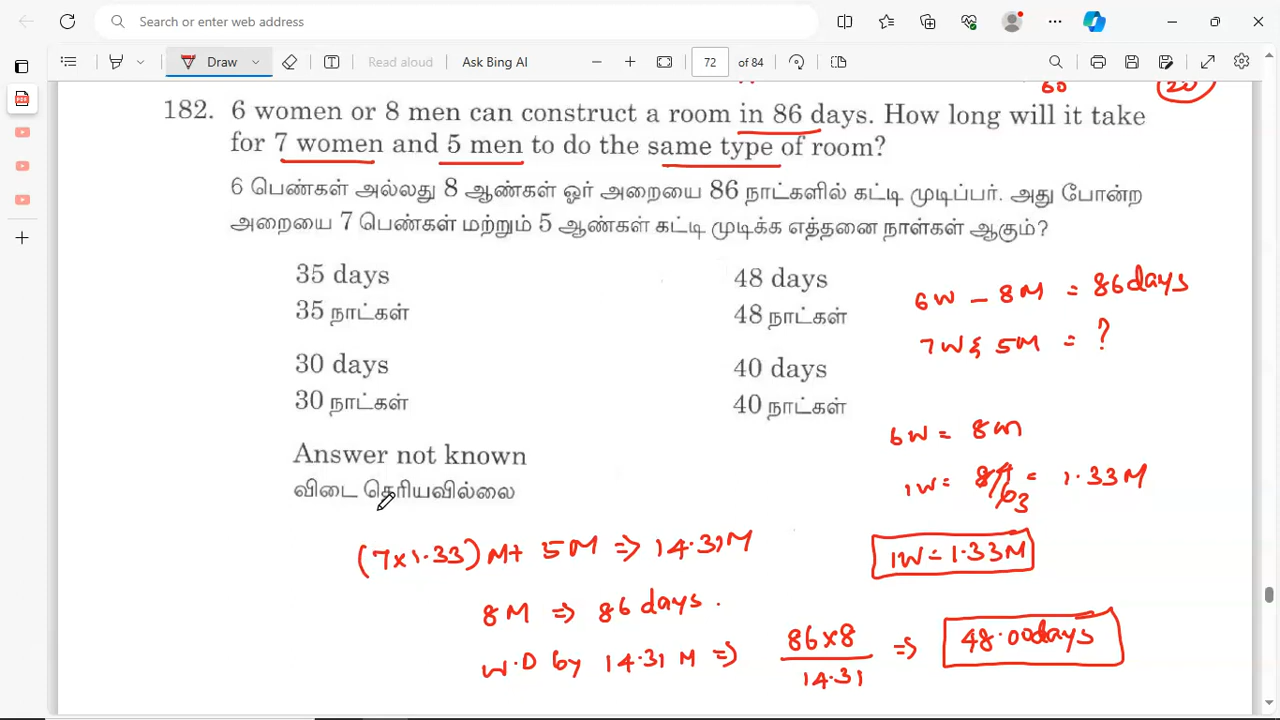 Search or enter web address
Draw
Read aloud
Ask Bing AI
72
of 84
60
20
182. 6 women or 8 men can construct a room in 86 days. How long will it take
for 7 women and 5 men to do the same type of room?
6 பெண்கள் அல்லது 8 ஆண்கள் ஓர் அறையை 86 நாட்களில் கட்டி முடிப்பர். அது போன்ற
அறையை 7 பெண்கள் மற்றும் 5 ஆண்கள் கட்டி முடிக்க எத்தனை நாள்கள் ஆகும்?
35 days
35 நாட்கள்
48 days
48 நாட்கள்
30 days
30 நாட்கள்
40 days
40 நாட்கள்
Answer not known
விடை தெரியவில்லை
6W - 8M = 86 days
7W & 5M = ?
6W = 8M
1W = 8/6 4/3 = 1.33 M
1W = 1.33M
(7x1.33) M + 5M => 14.31M
8M => 86 days.
W.D by 14.31 M => 86x8/14.31 => 48.00days